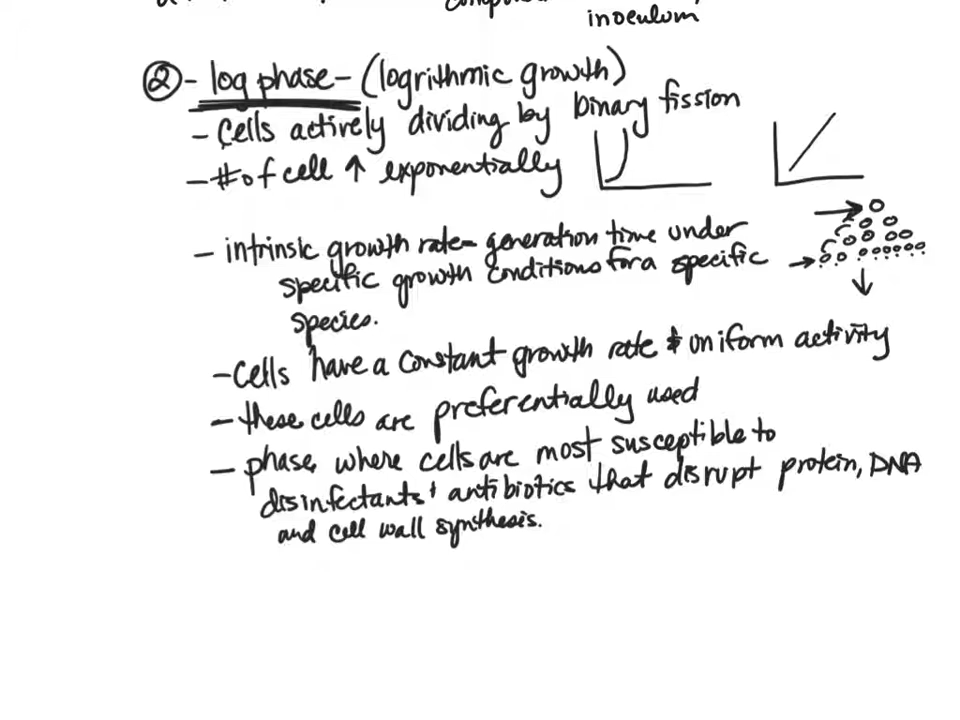 inoculum
② - log phase - (logrithmic growth)
- Cells actively dividing by binary fission
- # of cell ↑ exponentially
- intrinsic growth rate - generation time under
specific growth conditions for a specific
species.
- Cells have a constant growth rate & uniform activity
- these cells are preferentially used
- phase where cells are most susceptible to
disinfectants + antibiotics that disrupt protein, DNA
and cell wall synthesis.